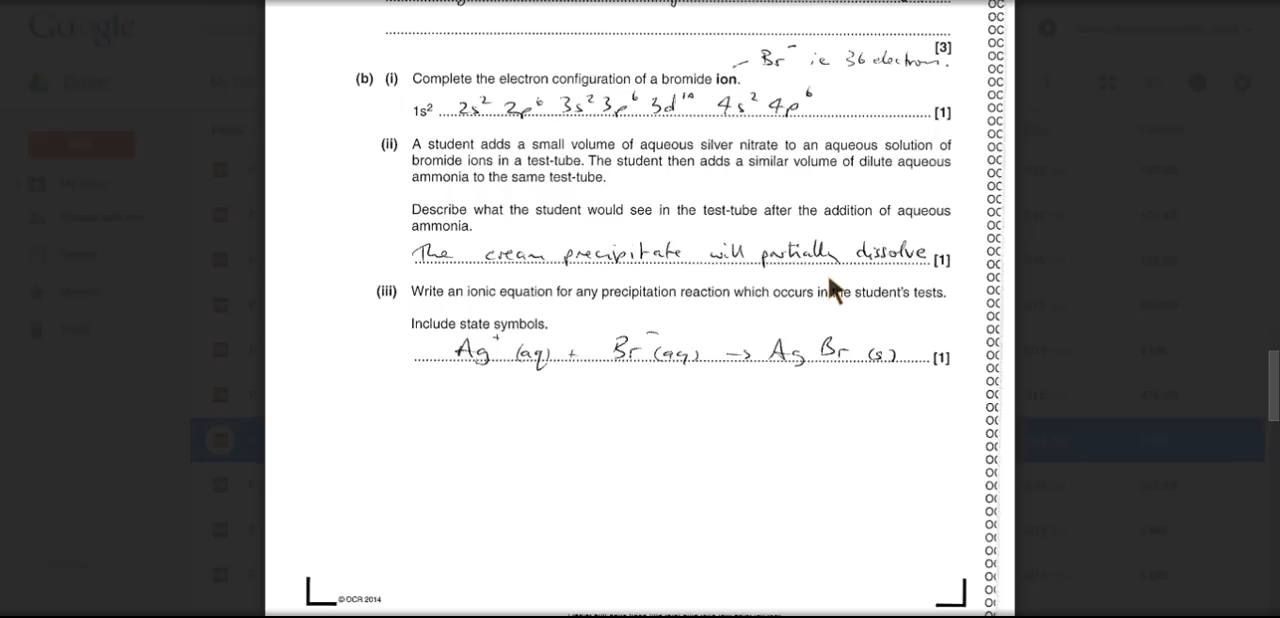 Google
[3]
– Br⁻ ie 36 electron.
(b) (i) Complete the electron configuration of a bromide ion.
1s² 2s² 2p⁶ 3s² 3p⁶ 3d¹⁰ 4s² 4p⁶ [1]
(ii) A student adds a small volume of aqueous silver nitrate to an aqueous solution of
bromide ions in a test-tube. The student then adds a similar volume of dilute aqueous
ammonia to the same test-tube.
Describe what the student would see in the test-tube after the addition of aqueous
ammonia.
The cream precipitate will partially dissolve [1]
(iii) Write an ionic equation for any precipitation reaction which occurs in the student's tests.
Include state symbols.
Ag⁺ (aq) + Br⁻ (aq) → Ag Br (s) [1]
© OCR 2014